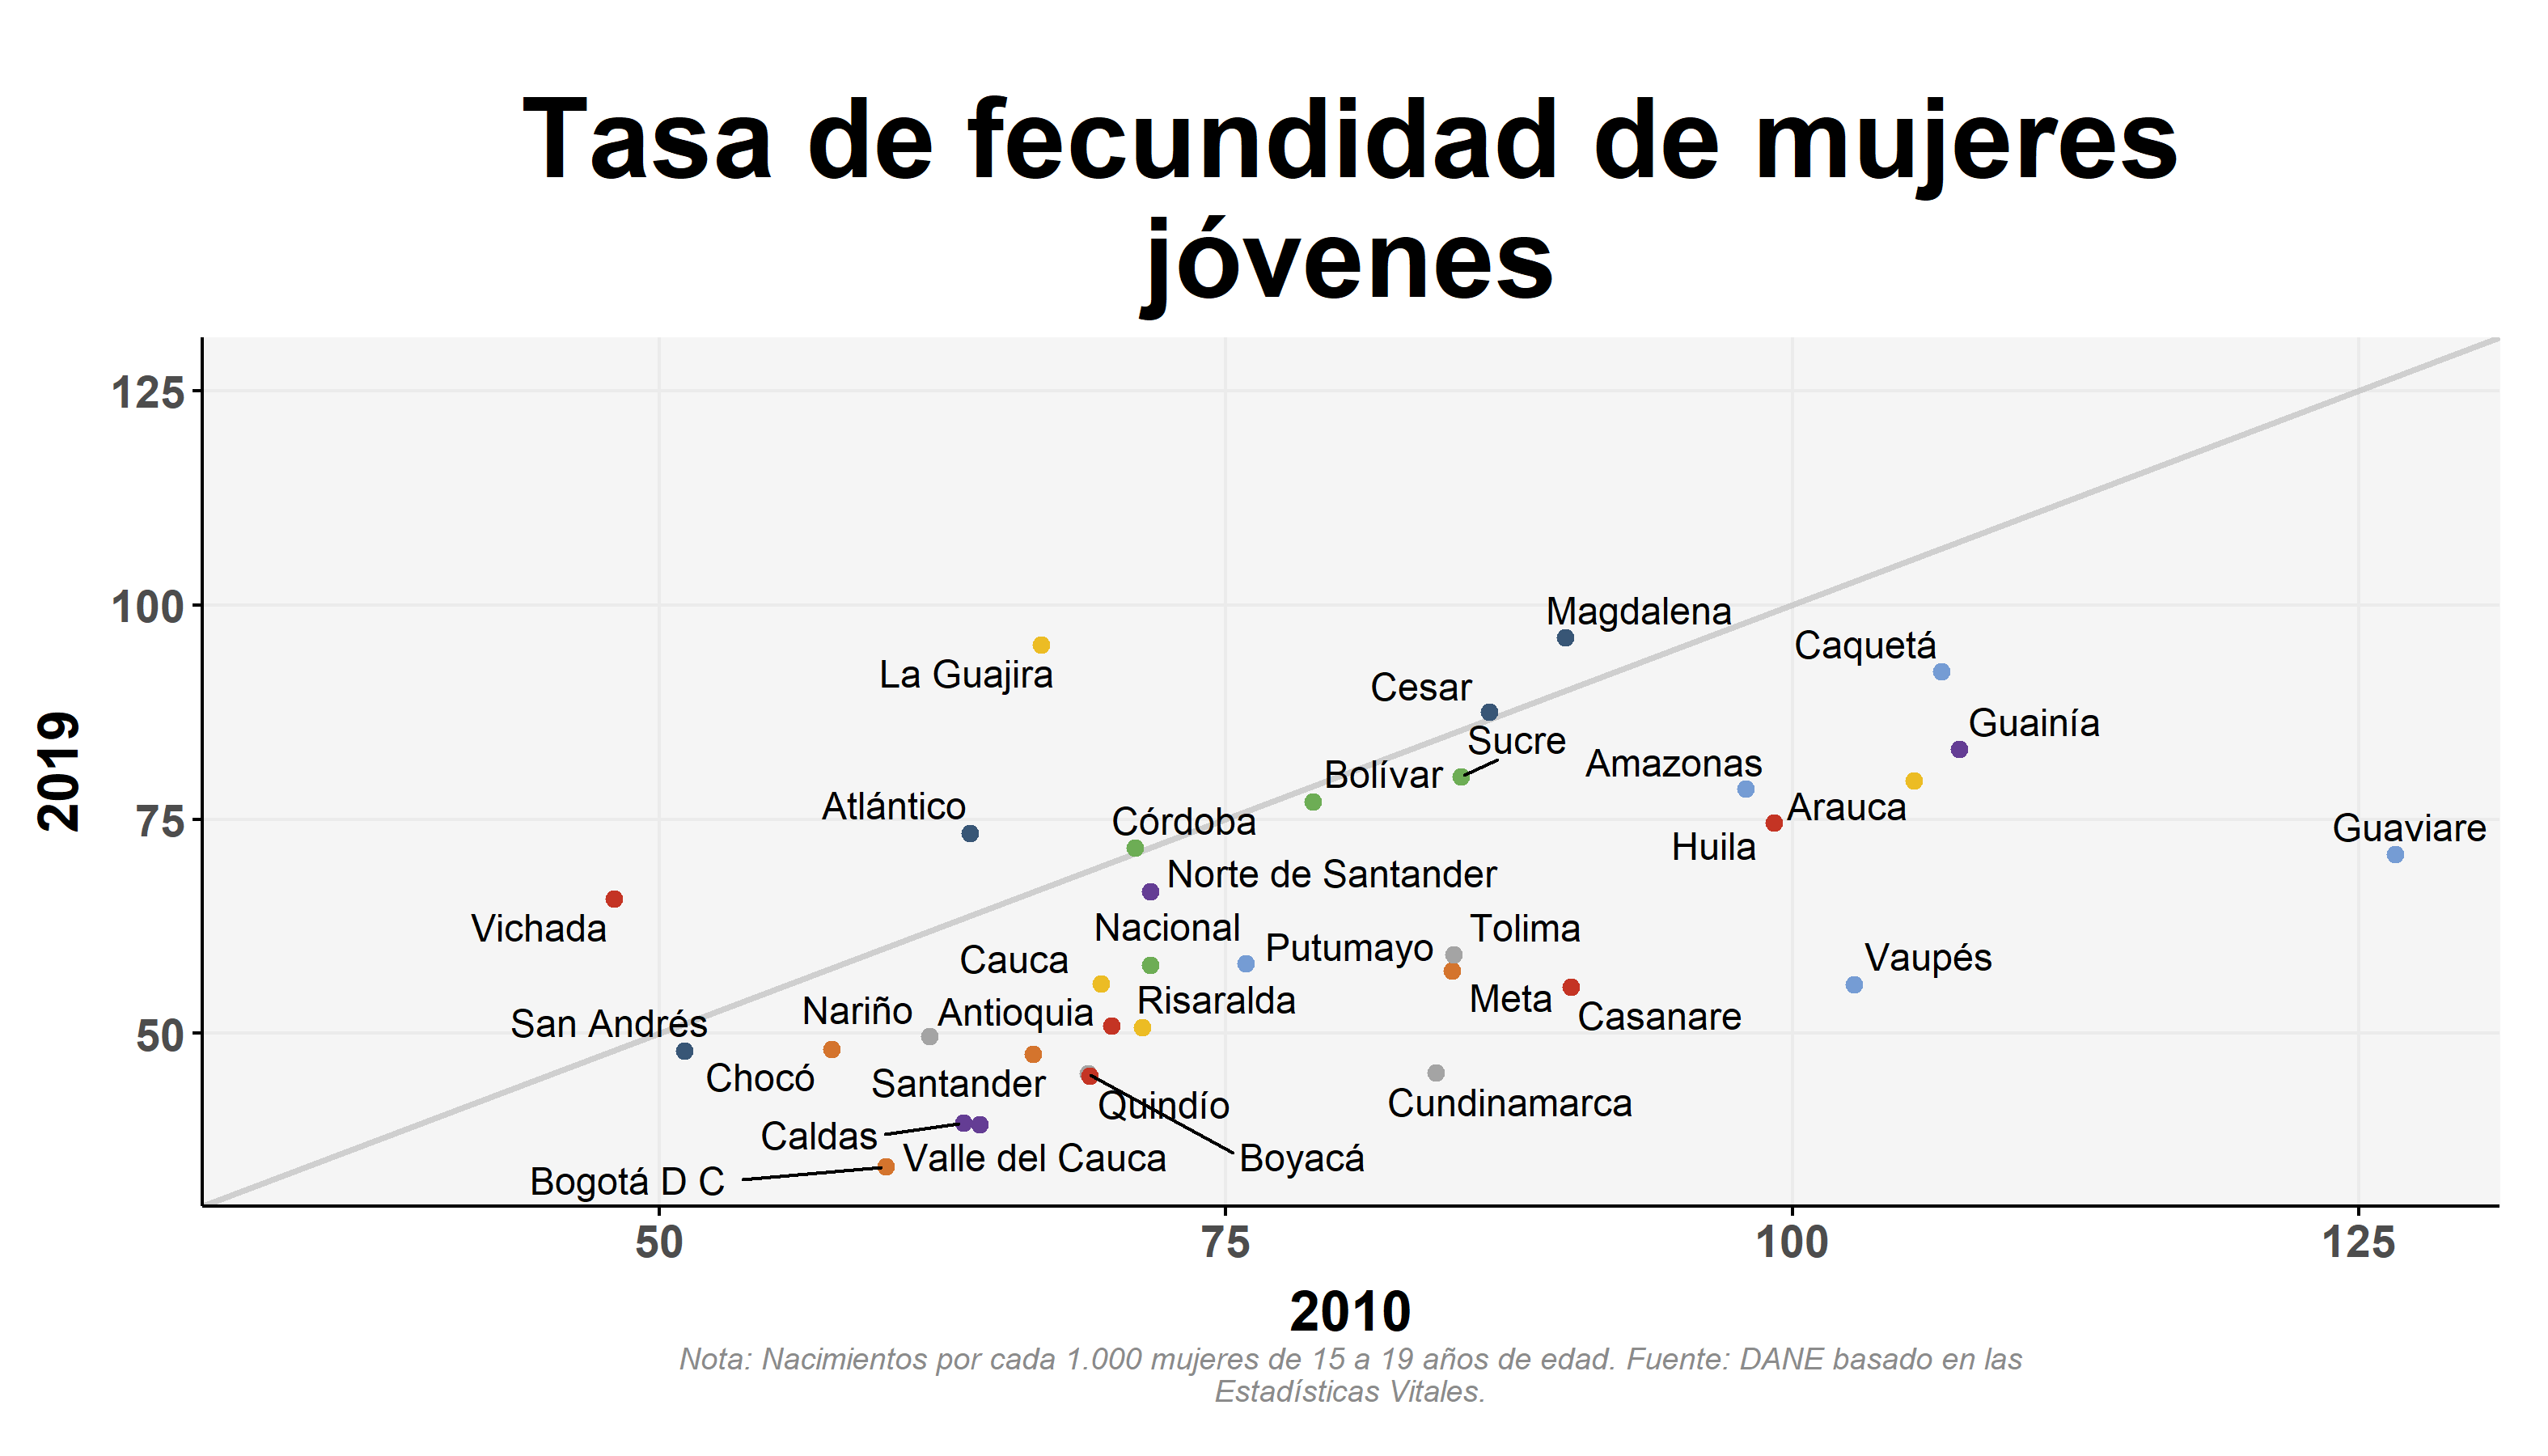 Tasa de fecundidad de mujeres
jóvenes
125
100
75
50
2019
Magdalena
Caquetá
La Guajira
Cesar
Guainía
Sucre
Amazonas
Bolívar
Atlántico
Arauca
Córdoba
Guaviare
Huila
Norte de Santander
Vichada
Nacional
Tolima
Putumayo
Cauca
Vaupés
Meta
Risaralda
Nariño
Antioquia
Casanare
San Andrés
Chocó
Santander
Quindío
Cundinamarca
Caldas
Valle del Cauca
Boyacá
Bogotá D C
50
75
100
125
2010
Nota: Nacimientos por cada 1.000 mujeres de 15 a 19 años de edad. Fuente: DANE basado en las
Estadísticas Vitales.